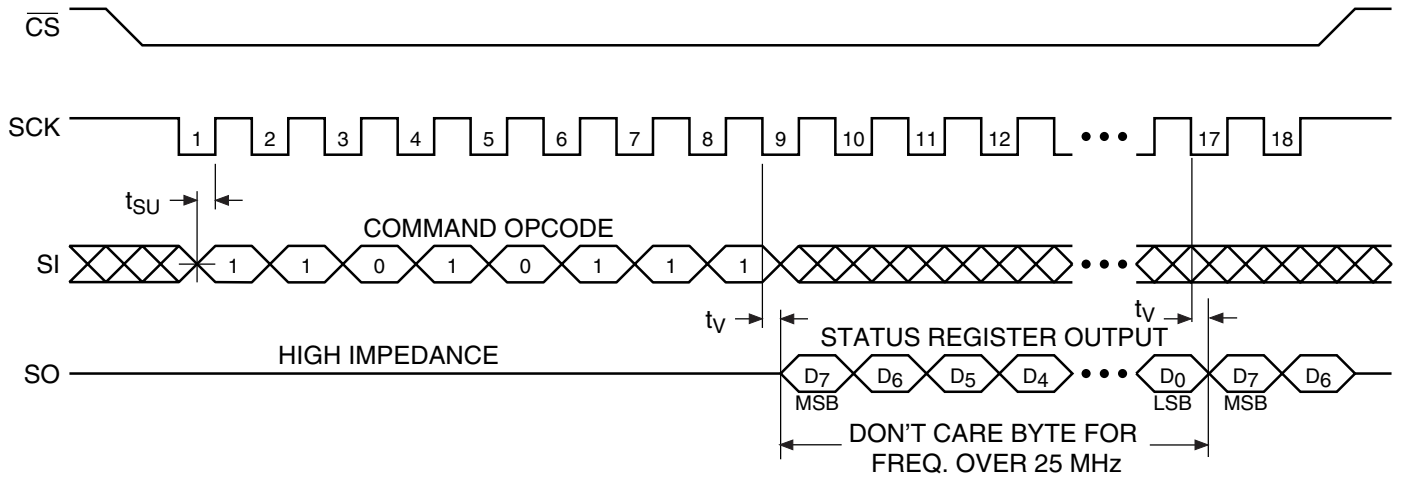 CS
SCK 1 2 3 4 5 6 7 8 9 10 11 12 ••• 17 18
tSU
COMMAND OPCODE
SI 1 1 0 1 0 1 1 1 •••
tV tV
STATUS REGISTER OUTPUT
HIGH IMPEDANCE
SO D7 D6 D5 D4 ••• D0 D7 D6
MSB LSB MSB
DON'T CARE BYTE FOR
FREQ. OVER 25 MHz